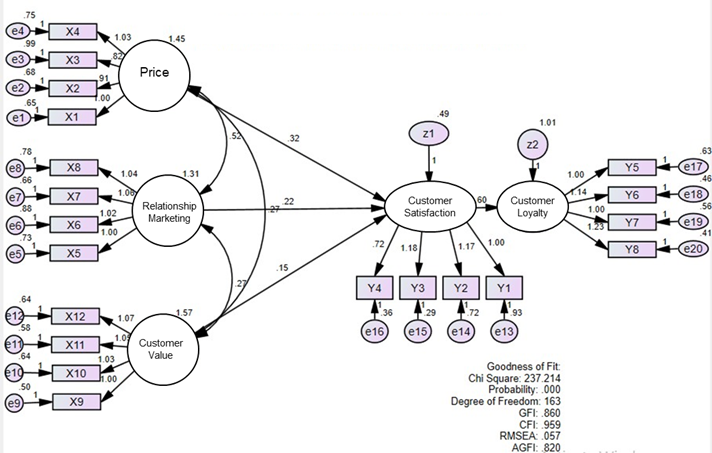 .75
e4 1 X4 1.03 1.45
.99
e3 1 X3 .82 Price
.68
e2 1 X2 .91
.65
e1 1 X1 1.00
.49
z1
1
1.01
z2
1
.52
.32
.78
e8 1 X8 1.04 1.31
.66
e7 1 X7 1.06 Relationship
Marketing
.88
e6 1 X6 1.02
.73
e5 1 X5 1.00
.22
.27
Customer
Satisfaction
.60
Customer
Loyalty
.63
1.00 Y5 1 e17
.46
1.14 Y6 1 e18
.56
1.00 Y7 1 e19
.41
1.23 Y8 1 e20
.72 1.18 1.17 1.00
Y4 Y3 Y2 Y1
1 1 1 1
.36 .29 .72 .93
e16 e15 e14 e13
.15
.27
.64
e12 1 X12 1.07 1.57
.58
e11 1 X11 Customer
Value
.64
e10 1 X10 1.03
.50
e9 1 X9 1.00
Goodness of Fit:
Chi Square: 237.214
Probability: .000
Degree of Freedom: 163
GFI: .860
CFI: .959
RMSEA: .057
AGFI: .820